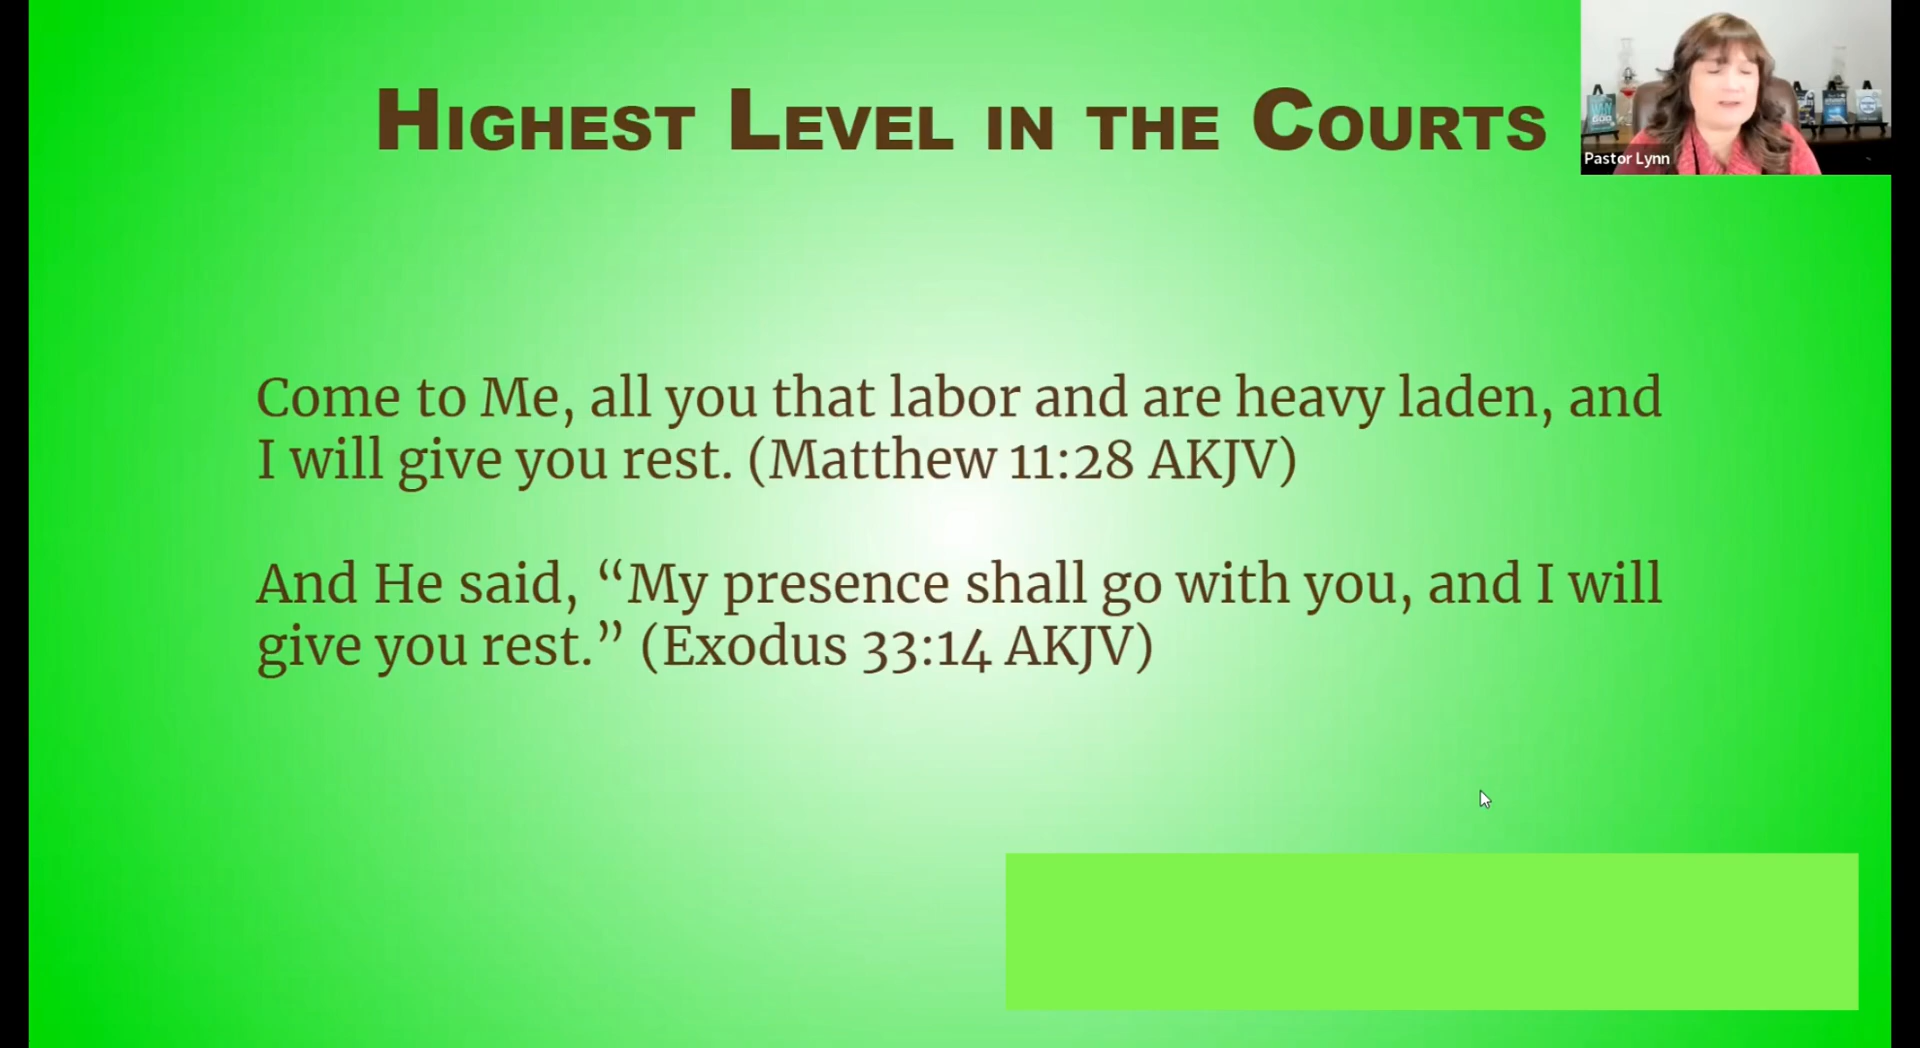 HIGHEST LEVEL IN THE COURTS
Pastor Lynn
Come to Me, all you that labor and are heavy laden, and
I will give you rest. (Matthew 11:28 AKJV)
And He said, “My presence shall go with you, and I will
give you rest.” (Exodus 33:14 AKJV)